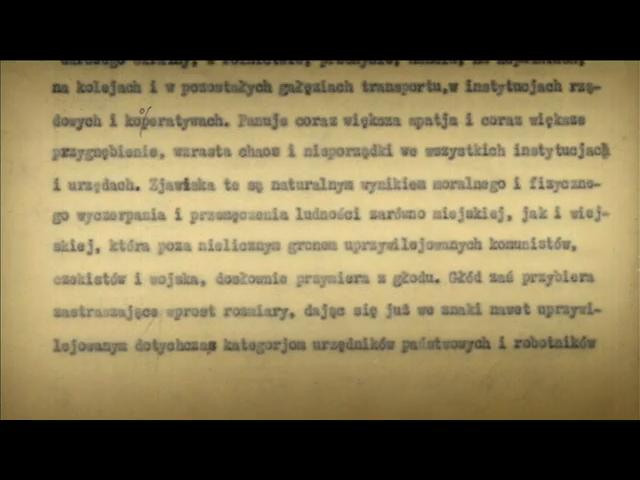 na kolejach i w pozostałych gałęziach transportu, w instytucjach rzą-
dowych i koperatywach. Panuje coraz większa apatja i coraz większe
przygnębienie, wzrasta chaos i nieporządki we wszystkich instytucjach
i urzędach. Zjawiska te są naturalnym wynikiem moralnego i fizyczne-
go wyczerpania i przemęczenia ludności zarówno miejskiej, jak i wiej-
skiej, która poza nielicznym gronem uprzywilejowanych komunistów,
czekistów i wojska, dosłownie przymiera z głodu. Głód zaś przybiera
zastraszające wprost rozmiary, dając się już we znaki nawet uprzywi-
lejowanym dotychczas kategorjom urzędników państwowych i robotników